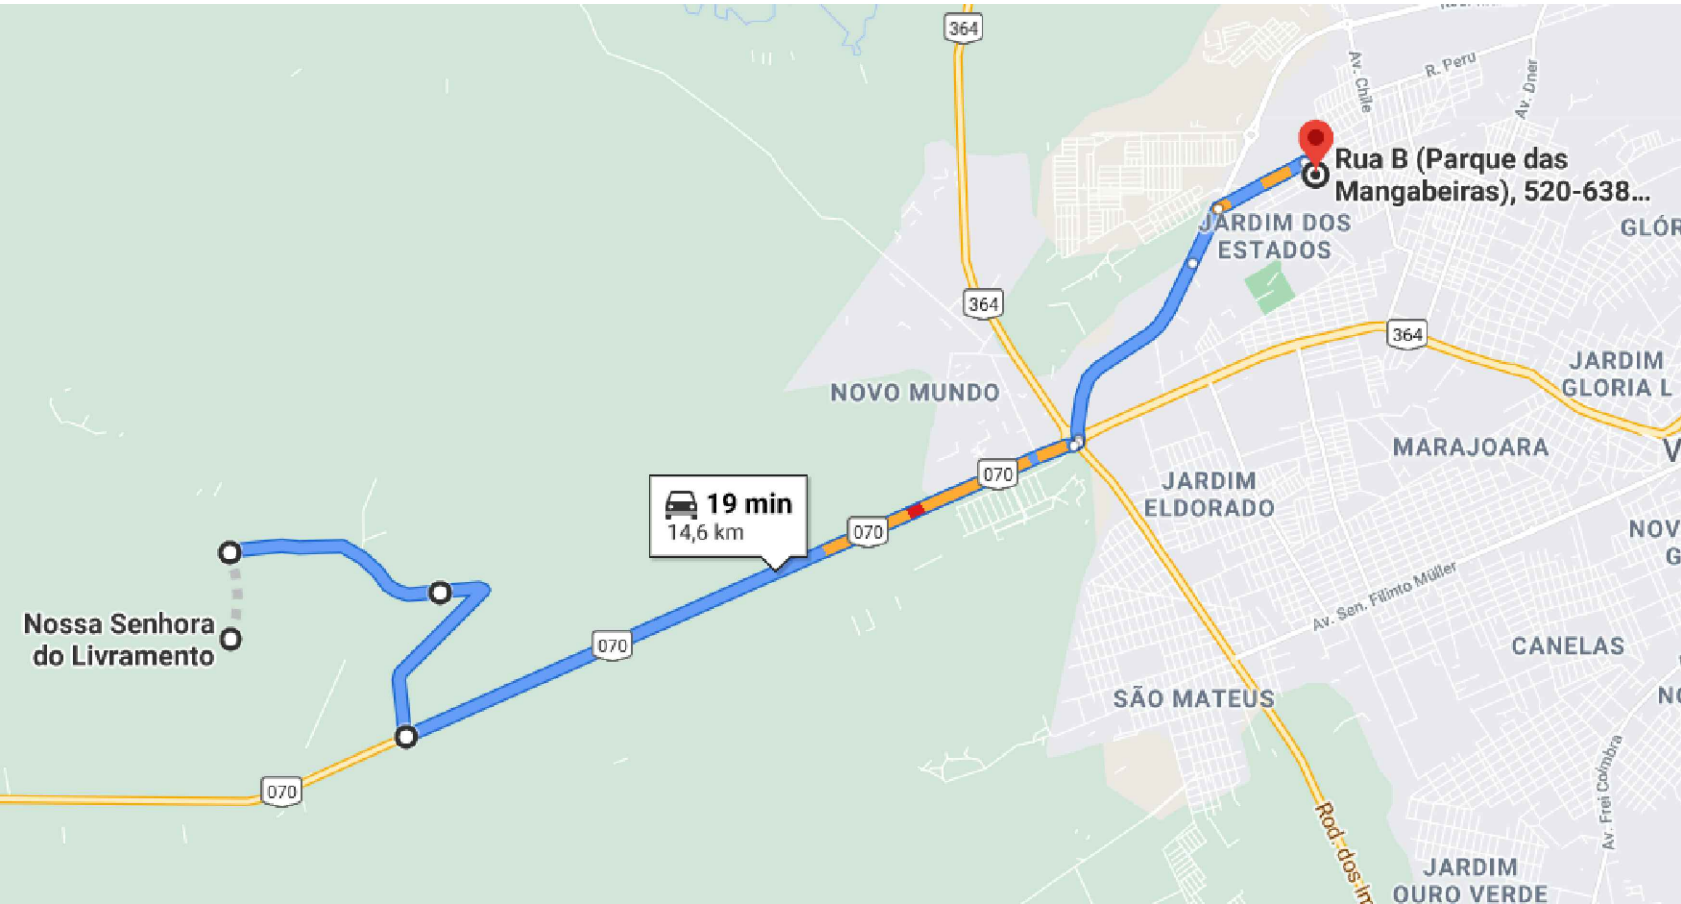 364
R. Peru
Av. Chile
Av. Dner
Rua B (Parque das
Mangabeiras), 520-638...
JARDIM DOS
ESTADOS
GLÓR
364
364
JARDIM
GLORIA L
NOVO MUNDO
MARAJOARA
V
070
JARDIM
ELDORADO
19 min
14,6 km
070
NOV
G
Av. Sen. Filinto Müller
Nossa Senhora
do Livramento
070
CANELAS
SÃO MATEUS
NO
070
Av. Frei Coimbra
Rod. dos Im
JARDIM
OURO VERDE